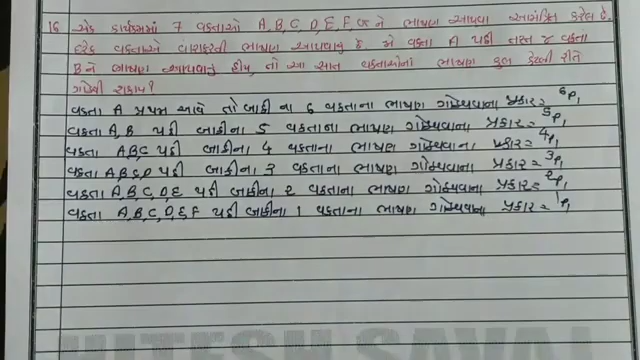 16 એક કાર્યક્રમમાં 7 વક્તાઓ A, B, C, D, E, F, G ને ભાષણ આપવા આમંત્રિત કરેલ છે.
દરેક વક્તાએ વારાફરતી ભાષણ આપવાનું છે. જો વક્તા A પછી તરત જ વક્તા
B ને ભાષણ આપવાનું હોય, તો આ સાત વક્તાઓનાં ભાષણ કુલ કેટલી રીતે
ગોઠવી શકાય?
વક્તા A પ્રથમ આવે તો બાકી ના 6 વક્તાના ભાષણ ગોઠવવાના પ્રકાર = ⁶P₁
વક્તા A, B પછી બાકીના 5 વક્તાના ભાષણ ગોઠવવાના પ્રકાર = ⁵P₁
વક્તા A,B,C પછી બાકીના 4 વક્તાના ભાષણ ગોઠવવાના પ્રકાર = ⁴P₁
વક્તા A,B,C,D પછી બાકીના 3 વક્તાના ભાષણ ગોઠવવાના પ્રકાર = ³P₁
વક્તા A, B, C, D, E પછી બાકીના 2 વક્તાના ભાષણ ગોઠવવાના પ્રકાર = ²P₁
વક્તા A, B, C, D, E, F પછી બાકીના 1 વક્તાના ભાષણ ગોઠવવાના પ્રકાર = ¹P₁
HITESH SAVAJ